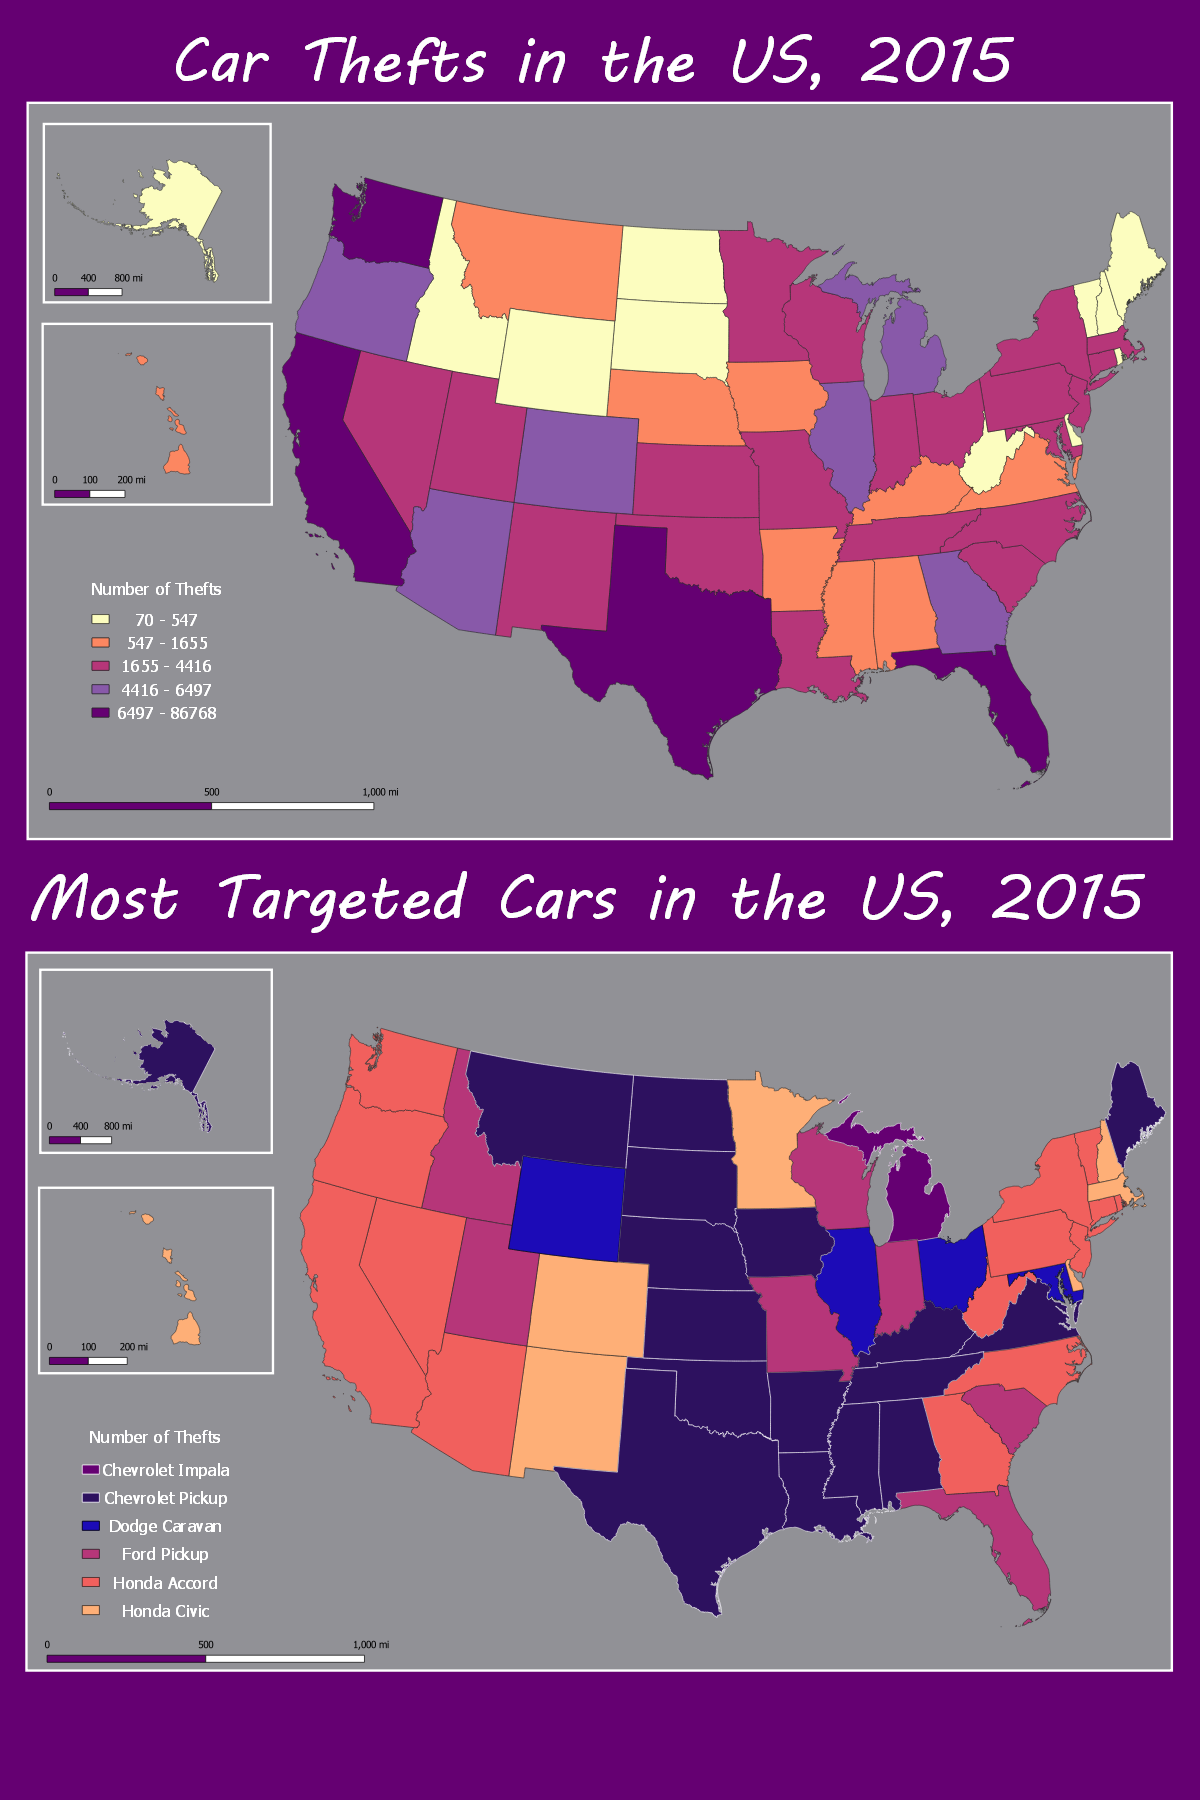 Car Thefts in the US, 2015
0 400 800 mi
0 100 200 mi
Number of Thefts
70 - 547
547 - 1655
1655 - 4416
4416 - 6497
6497 - 86768
0 500 1,000 mi
Most Targeted Cars in the US, 2015
0 400 800 mi
0 100 200 mi
Number of Thefts
Chevrolet Impala
Chevrolet Pickup
Dodge Caravan
Ford Pickup
Honda Accord
Honda Civic
0 500 1,000 mi